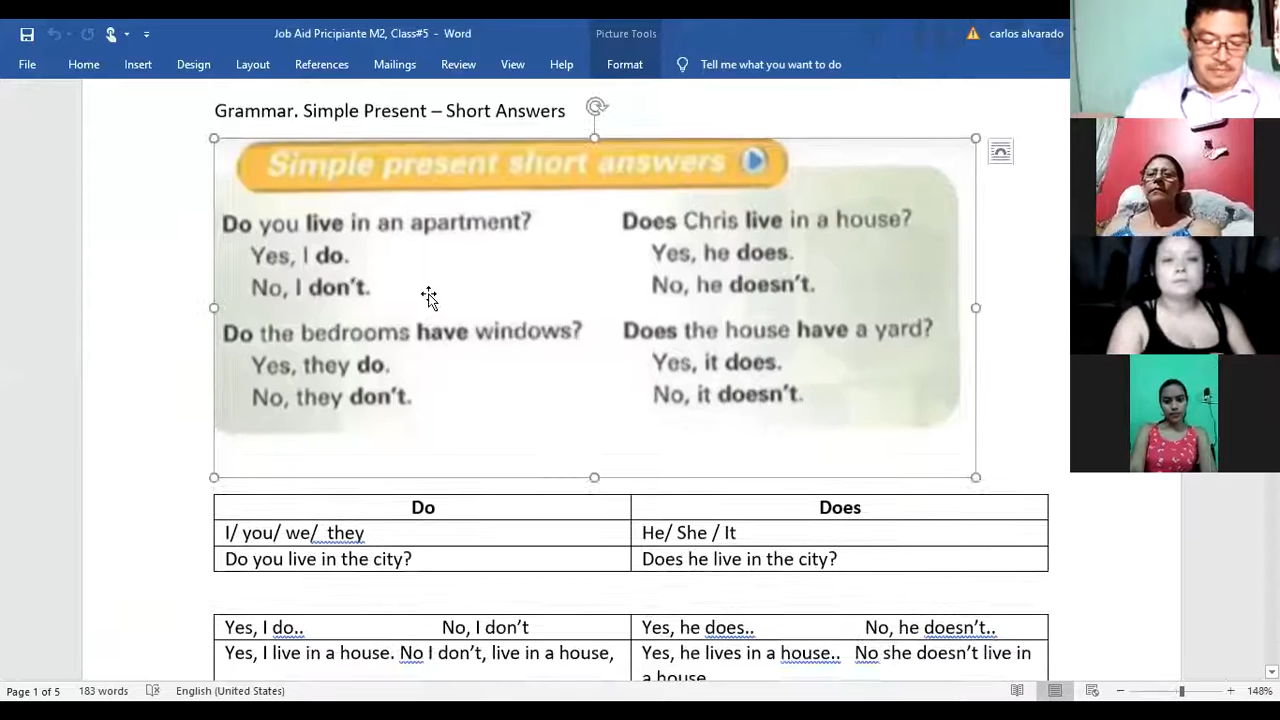 Job Aid Pricipiante M2, Class#5 - Word
Picture Tools
carlos alvarado
File Home Insert Design Layout References Mailings Review View Help Format Tell me what you want to do
Grammar. Simple Present – Short Answers
Simple present short answers
Do you live in an apartment?
Yes, I do.
No, I don't.
Does Chris live in a house?
Yes, he does.
No, he doesn't.
Do the bedrooms have windows?
Yes, they do.
No, they don't.
Does the house have a yard?
Yes, it does.
No, it doesn't.
Do Does
I/ you/ we/ they He/ She / It
Do you live in the city? Does he live in the city?
Yes, I do.. No, I don't Yes, he does.. No, he doesn't..
Yes, I live in a house. No I don't, live in a house,
Yes, he lives in a house.. No she doesn't live in
a house
Page 1 of 5 183 words English (United States) 148%